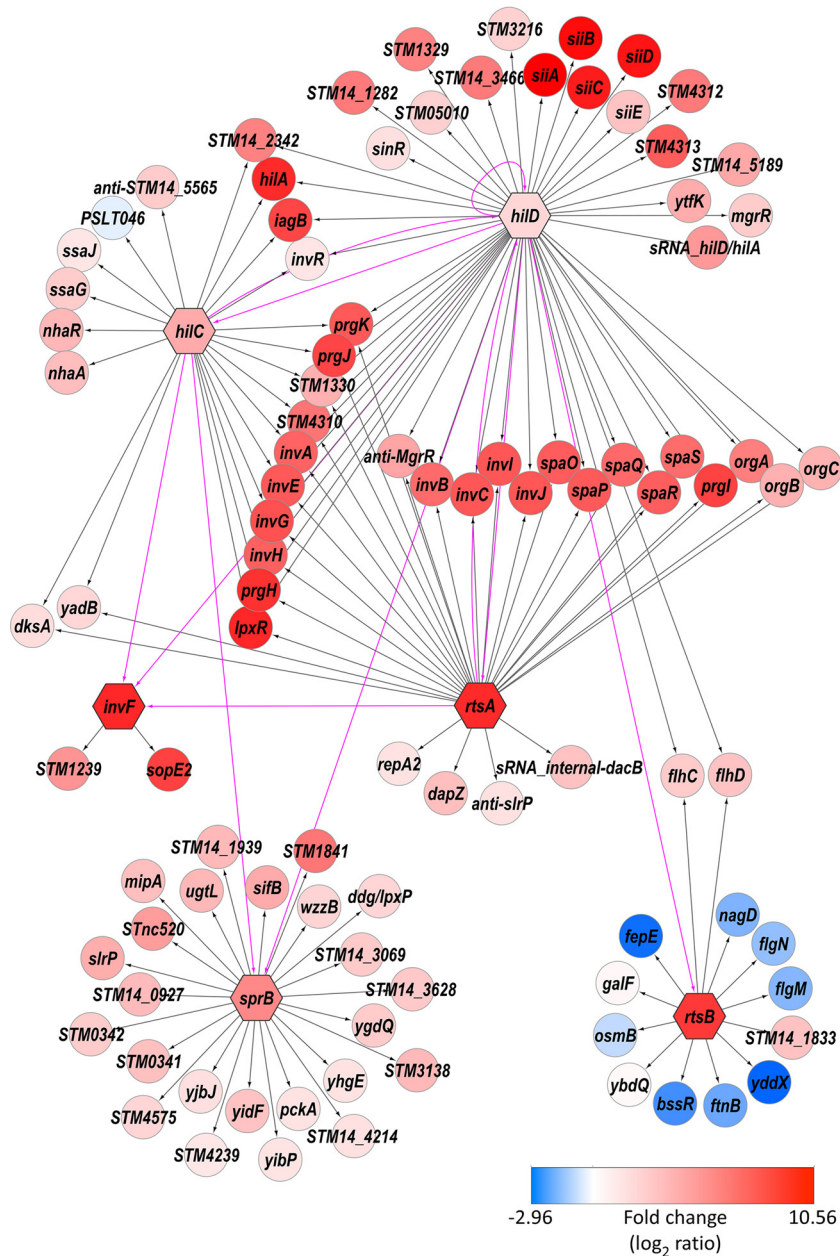 STM3216
STM1329
siiB
siiD
STM14_3466
siiA
siiC
STM14_1282
STM4312
STM05010
siiE
STM14_2342
sinR
STM4313
STM14_5189
anti-STM14_5565
hilA
ytfK
PSLT046
iagB
hilD
mgrR
ssaJ
invR
sRNA_hilD/hilA
ssaG
nhaR
hilC
prgK
prgJ
nhaA
STM1330
STM4310
invA
anti-MgrR
invI
spaO
spaQ
spaS
orgA
orgC
invE
invB
invC
invJ
spaP
spaR
prgI
orgB
invG
invH
prgH
yadB
dksA
lpxR
invF
rtsA
STM1239
sopE2
repA2
sRNA_internal-dacB
flhC
flhD
dapZ
anti-slrP
STM14_1939
STM1841
mipA
ugtL
sifB
ddg/lpxP
wzzB
STnc520
nagD
fepE
flgN
slrP
STM14_3069
galF
flgM
STM14_0927
sprB
STM14_3628
rtsB
STM0342
ygdQ
osmB
STM14_1833
STM0341
STM3138
yhgE
ybdQ
yddX
yjbJ
STM4575
yidF
pckA
bssR
ftnB
STM14_4214
STM4239
yibP
-2.96 Fold change 10.56
(log2 ratio)